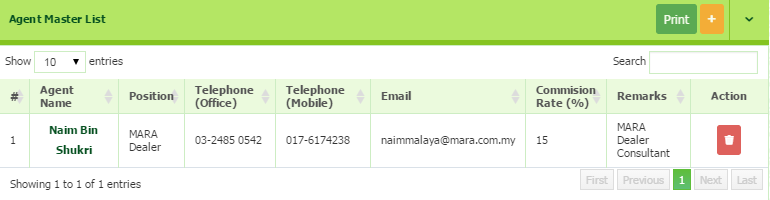 Agent Master List
Print +
Show 10 entries
Search
# Agent Name Position Telephone (Office) Telephone (Mobile) Email Commision Rate (%) Remarks Action
1 Naim Bin Shukri MARA Dealer 03-2485 0542 017-6174238 naimmalaya@mara.com.my 15 MARA Dealer Consultant
Showing 1 to 1 of 1 entries
First Previous 1 Next Last